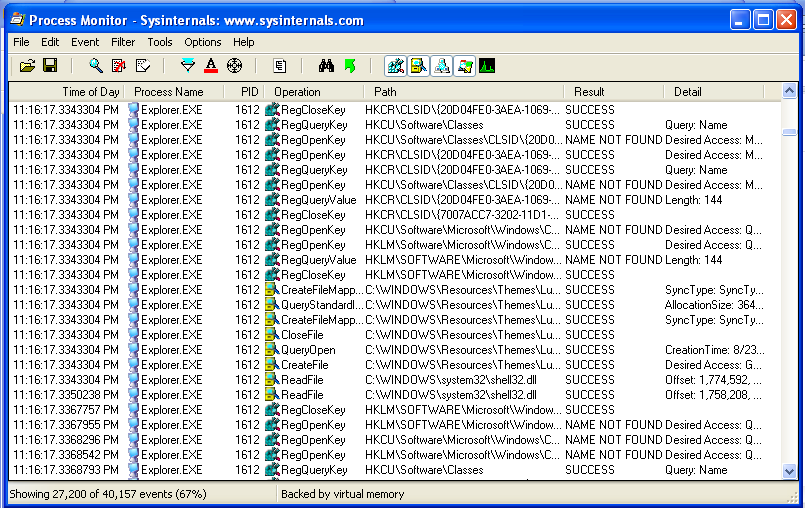 Process Monitor - Sysinternals: www.sysinternals.com
File Edit Event Filter Tools Options Help
Time of Day Process Name PID Operation Path Result Detail
11:16:17.3343304 PM Explorer.EXE 1612 RegCloseKey HKCR\CLSID\{20D04FE0-3AEA-1069-... SUCCESS
11:16:17.3343304 PM Explorer.EXE 1612 RegQueryKey HKCU\Software\Classes SUCCESS Query: Name
11:16:17.3343304 PM Explorer.EXE 1612 RegOpenKey HKCU\Software\Classes\CLSID\{20D0... NAME NOT FOUND Desired Access: M...
11:16:17.3343304 PM Explorer.EXE 1612 RegOpenKey HKCR\CLSID\{20D04FE0-3AEA-1069-... SUCCESS Desired Access: M...
11:16:17.3343304 PM Explorer.EXE 1612 RegQueryKey HKCR\CLSID\{20D04FE0-3AEA-1069-... SUCCESS Query: Name
11:16:17.3343304 PM Explorer.EXE 1612 RegOpenKey HKCU\Software\Classes\CLSID\{20D0... NAME NOT FOUND Desired Access: M...
11:16:17.3343304 PM Explorer.EXE 1612 RegQueryValue HKCR\CLSID\{20D04FE0-3AEA-1069-... NAME NOT FOUND Length: 144
11:16:17.3343304 PM Explorer.EXE 1612 RegCloseKey HKCR\CLSID\{7007ACC7-3202-11D1-... SUCCESS
11:16:17.3343304 PM Explorer.EXE 1612 RegOpenKey HKCU\Software\Microsoft\Windows\C... NAME NOT FOUND Desired Access: Q...
11:16:17.3343304 PM Explorer.EXE 1612 RegOpenKey HKLM\Software\Microsoft\Windows\C... SUCCESS Desired Access: Q...
11:16:17.3343304 PM Explorer.EXE 1612 RegQueryValue HKLM\SOFTWARE\Microsoft\Window... NAME NOT FOUND Length: 144
11:16:17.3343304 PM Explorer.EXE 1612 RegCloseKey HKLM\SOFTWARE\Microsoft\Window... SUCCESS
11:16:17.3343304 PM Explorer.EXE 1612 CreateFileMapp... C:\WINDOWS\Resources\Themes\Lu... SUCCESS SyncType: SyncTy...
11:16:17.3343304 PM Explorer.EXE 1612 QueryStandardI... C:\WINDOWS\Resources\Themes\Lu... SUCCESS AllocationSize: 364...
11:16:17.3343304 PM Explorer.EXE 1612 CreateFileMapp... C:\WINDOWS\Resources\Themes\Lu... SUCCESS SyncType: SyncTy...
11:16:17.3343304 PM Explorer.EXE 1612 CloseFile C:\WINDOWS\Resources\Themes\Lu... SUCCESS
11:16:17.3343304 PM Explorer.EXE 1612 QueryOpen C:\WINDOWS\Resources\Themes\Lu... SUCCESS CreationTime: 8/23...
11:16:17.3343304 PM Explorer.EXE 1612 CreateFile C:\WINDOWS\Resources\Themes\Lu... SUCCESS Desired Access: G...
11:16:17.3343304 PM Explorer.EXE 1612 ReadFile C:\WINDOWS\system32\shell32.dll SUCCESS Offset: 1,774,592, ...
11:16:17.3350238 PM Explorer.EXE 1612 ReadFile C:\WINDOWS\system32\shell32.dll SUCCESS Offset: 1,758,208, ...
11:16:17.3367757 PM Explorer.EXE 1612 RegCloseKey HKLM\SOFTWARE\Microsoft\Window... SUCCESS
11:16:17.3367955 PM Explorer.EXE 1612 RegOpenKey HKCU\Software\Microsoft\Windows\C... NAME NOT FOUND Desired Access: Q...
11:16:17.3368296 PM Explorer.EXE 1612 RegOpenKey HKCU\Software\Microsoft\Windows\C... SUCCESS Desired Access: Q...
11:16:17.3368542 PM Explorer.EXE 1612 RegOpenKey HKLM\Software\Microsoft\Windows\C... NAME NOT FOUND Desired Access: Q...
11:16:17.3368793 PM Explorer.EXE 1612 RegQueryKey HKCU\Software\Classes SUCCESS Query: Name
Showing 27,200 of 40,157 events (67%) Backed by virtual memory